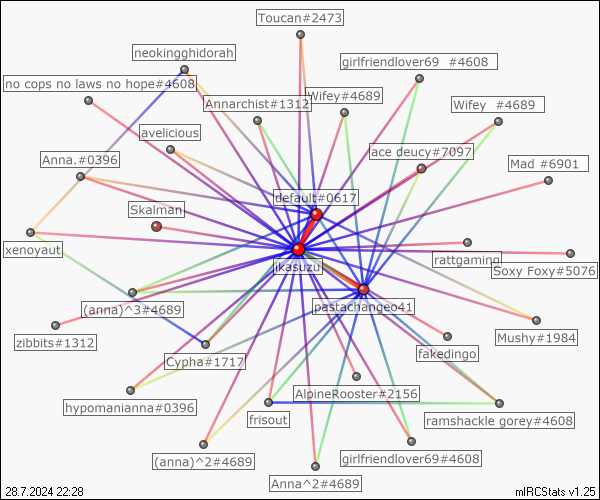 Toucan#2473
neokingghidorah
girlfriendlover69 #4608
no cops no laws no hope#4608
Wifey#4689
Annarchist#1312
Wifey #4689
avelicious
ace deucy#7097
Anna.#0396
Mad #6901
default#0617
Skalman
xenoyaut
rattgaming
jikasuzu
Soxy Foxy#5076
(anna)^3#4689
pastachangeo41
zibbits#1312
Mushy#1984
Cypha#1717
fakedingo
AlpineRooster#2156
hypomanianna#0396
frisout
ramshackle gorey#4608
(anna)^2#4689
girlfriendlover69#4608
Anna^2#4689
28.7.2024 22:28
mIRCStats v1.25